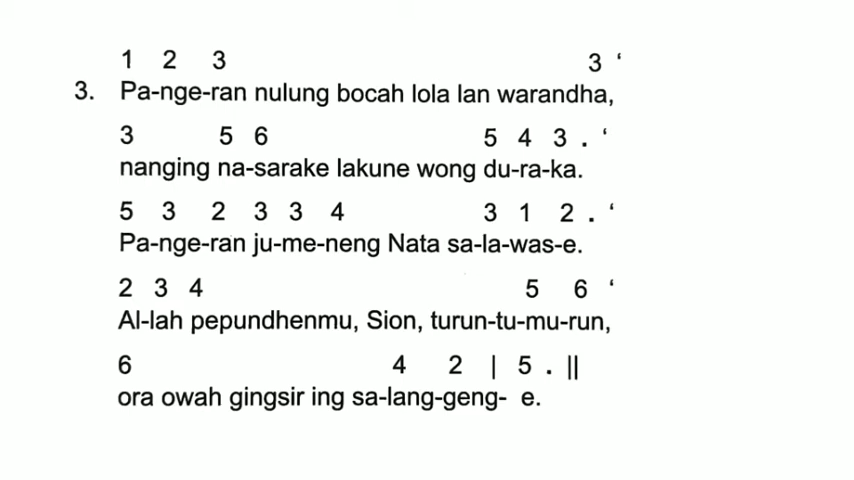 1 2 3 3 ‘
3. Pa-nge-ran nulung bocah lola lan warandha,
3 5 6 5 4 3 . ‘
nanging na-sarake lakune wong du-ra-ka.
5 3 2 3 3 4 3 1 2 . ‘
Pa-nge-ran ju-me-neng Nata sa-la-was-e.
2 3 4 5 6 ‘
Al-lah pepundhenmu, Sion, turun-tu-mu-run,
6 4 2 | 5 . ||
ora owah gingsir ing sa-lang-geng- e.